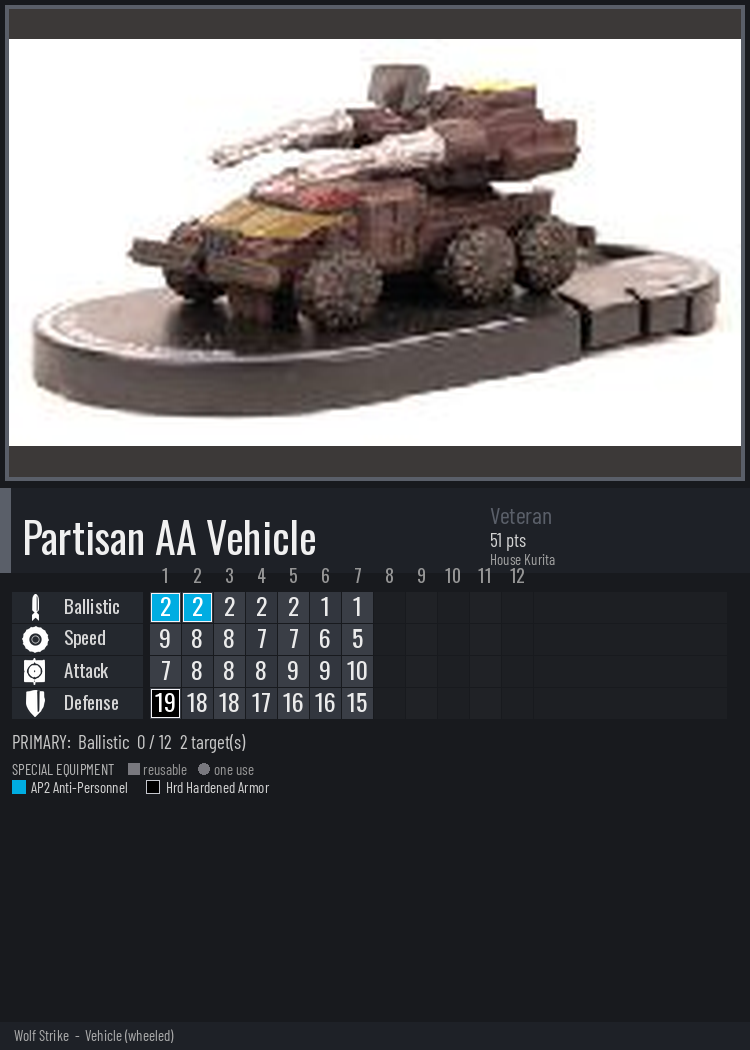 Partisan AA Vehicle
Veteran
51 pts
House Kurita
1 2 3 4 5 6 7 8 9 10 11 12
Ballistic 2 2 2 2 2 1 1
Speed 9 8 8 7 7 6 5
Attack 7 8 8 8 9 9 10
Defense 19 18 18 17 16 16 15
PRIMARY: Ballistic 0 / 12 2 target(s)
SPECIAL EQUIPMENT reusable one use
AP2 Anti-Personnel Hrd Hardened Armor
Wolf Strike - Vehicle (wheeled)